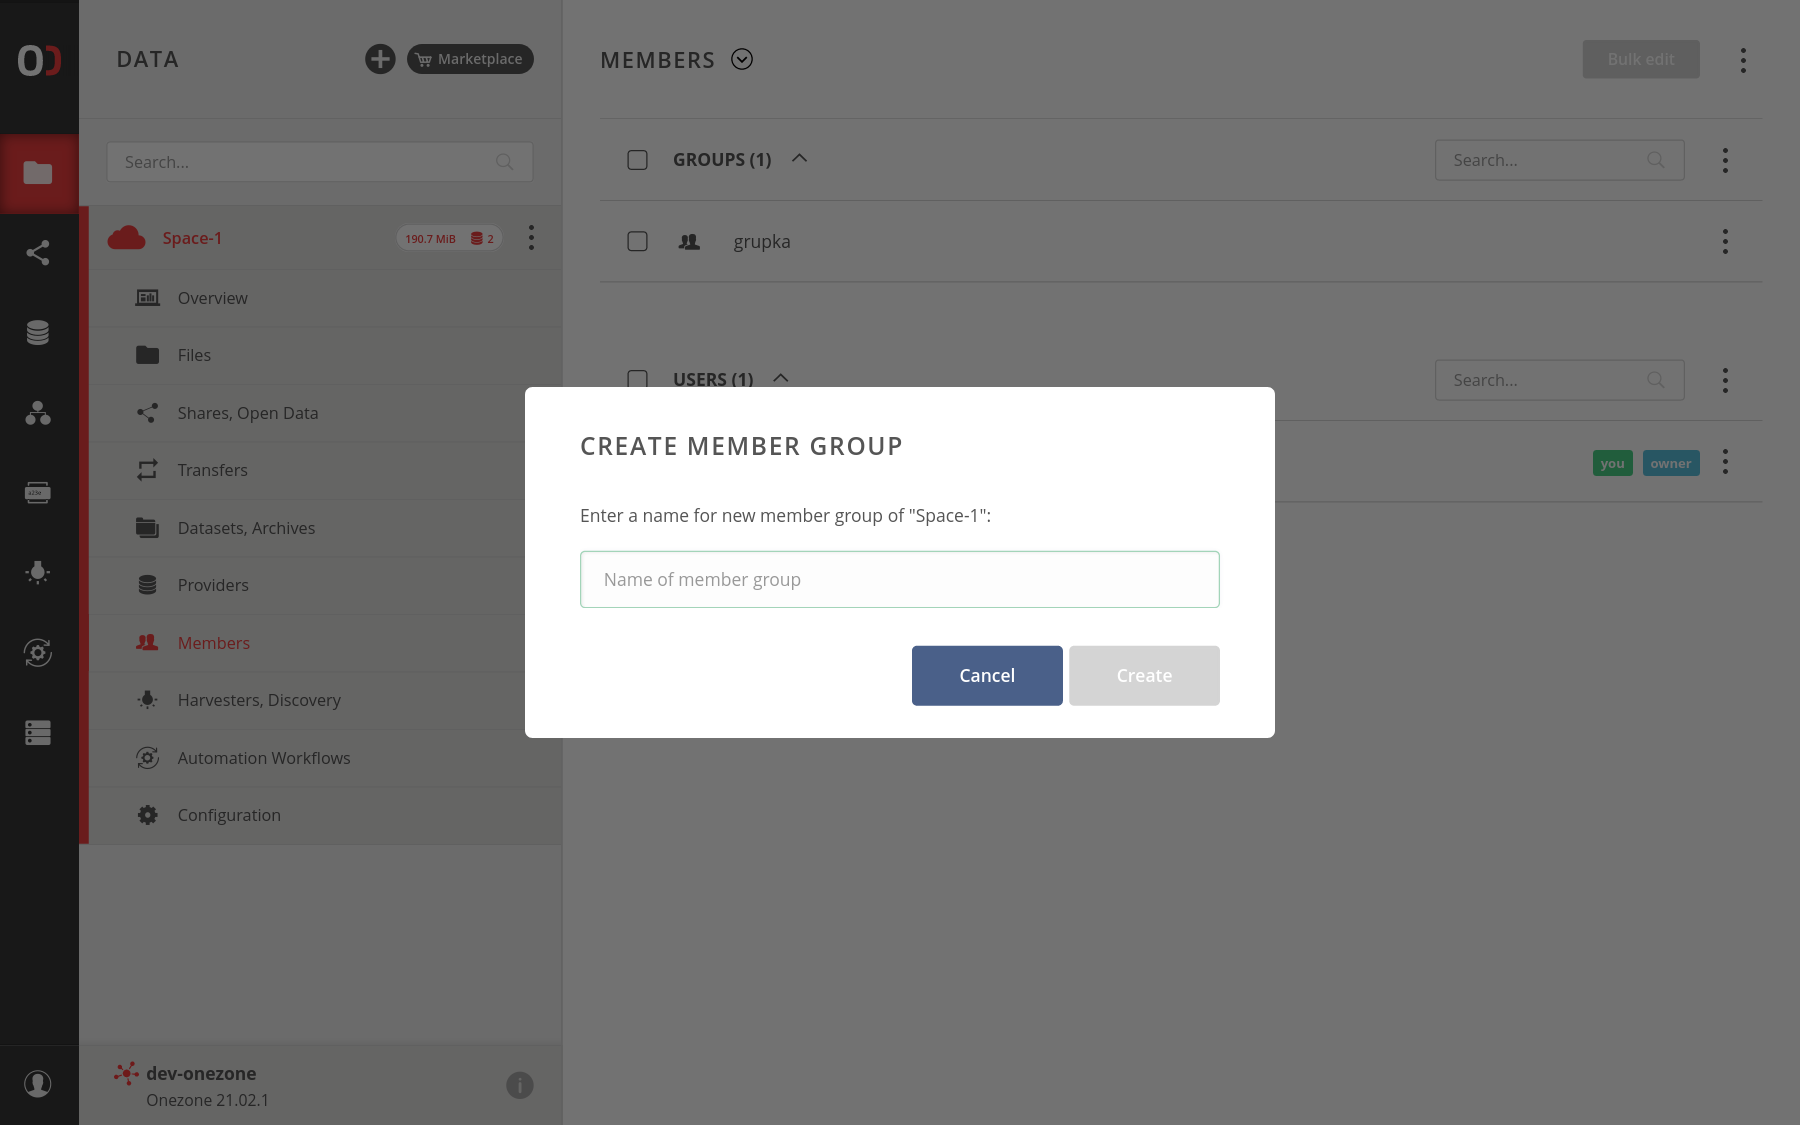 DATA
Marketplace
Search...
Space-1
190.7 MiB 2
Overview
Files
Shares, Open Data
Transfers
Datasets, Archives
Providers
Members
Harvesters, Discovery
Automation Workflows
Configuration
dev-onezone
Onezone 21.02.1
MEMBERS
Bulk edit
GROUPS (1)
Search...
grupka
USERS (1)
Search...
you owner
CREATE MEMBER GROUP
Enter a name for new member group of "Space-1":
Name of member group
Cancel
Create